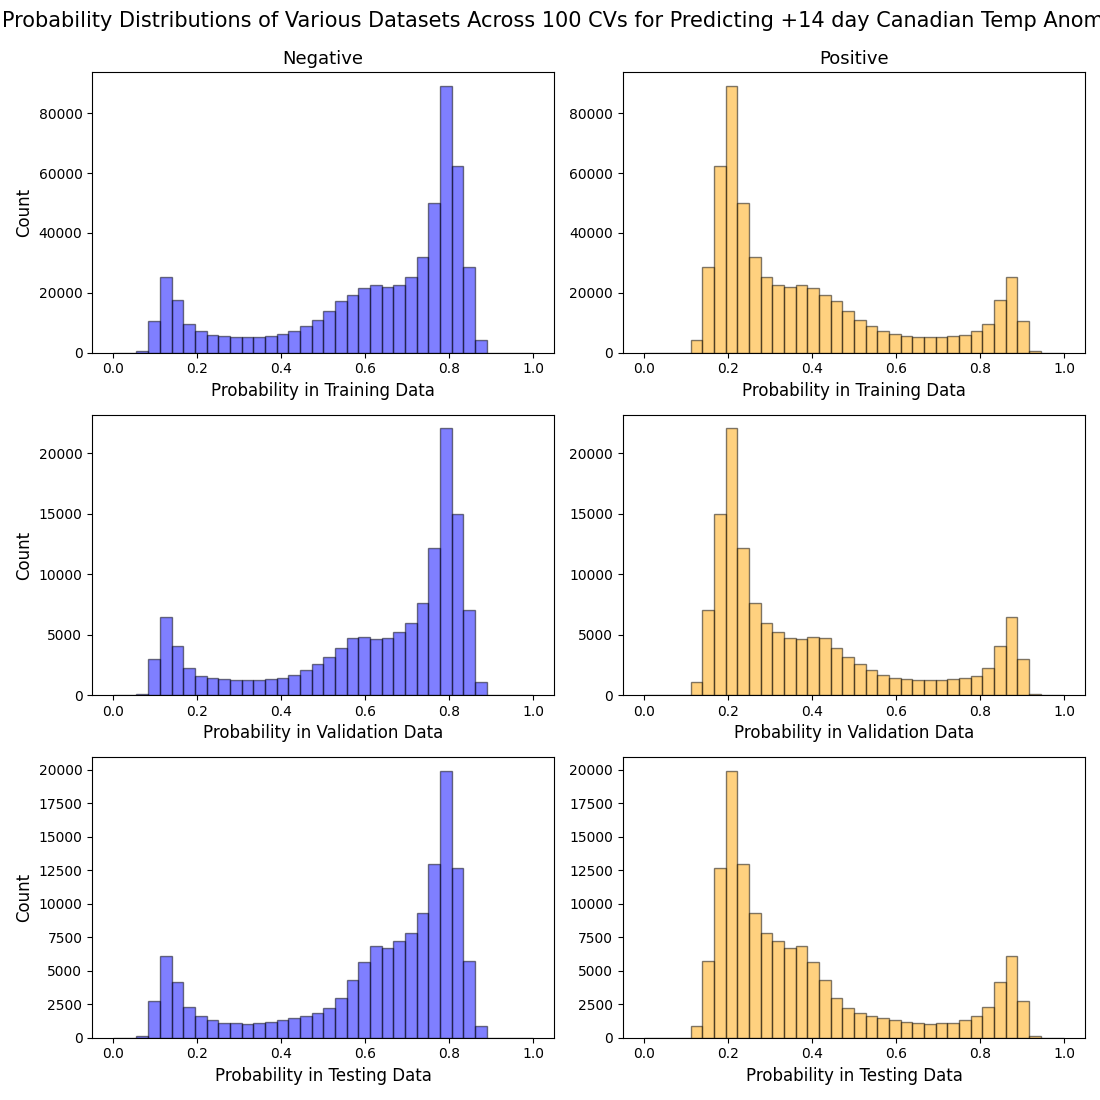 Probability Distributions of Various Datasets Across 100 CVs for Predicting +14 day Canadian Temp Anom
Negative
Positive
80000
60000
40000
20000
0
Count
0.0 0.2 0.4 0.6 0.8 1.0
Probability in Training Data
80000
60000
40000
20000
0
0.0 0.2 0.4 0.6 0.8 1.0
Probability in Training Data
20000
15000
10000
5000
0
Count
0.0 0.2 0.4 0.6 0.8 1.0
Probability in Validation Data
20000
15000
10000
5000
0
0.0 0.2 0.4 0.6 0.8 1.0
Probability in Validation Data
20000
17500
15000
12500
10000
7500
5000
2500
0
Count
0.0 0.2 0.4 0.6 0.8 1.0
Probability in Testing Data
20000
17500
15000
12500
10000
7500
5000
2500
0
0.0 0.2 0.4 0.6 0.8 1.0
Probability in Testing Data